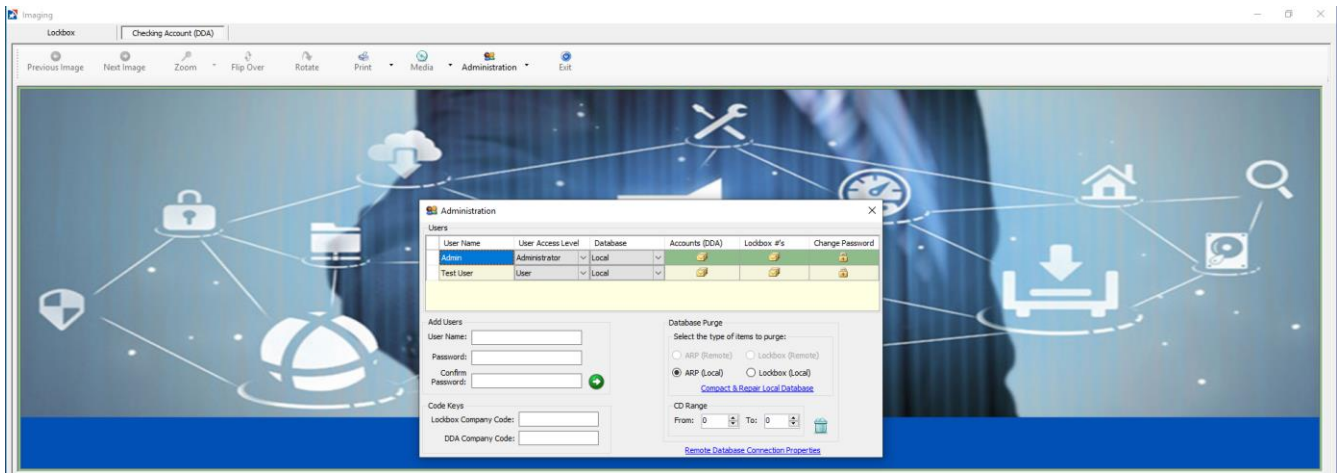 Imaging
Lockbox Checking Account (DDA)
Previous Image Next Image Zoom Flip Over Rotate Print Media Administration Exit
Administration
Users
User Name User Access Level Database Accounts (DDA) Lockbox #'s Change Password
Admin Administrator Local
Test User User Local
Add Users
User Name:
Password:
Confirm
Password:
Code Keys
Lockbox Company Code:
DDA Company Code:
Database Purge
Select the type of items to purge:
ARP (Remote) Lockbox (Remote)
ARP (Local) Lockbox (Local)
Compact & Repair Local Database
CD Range
From: 0 To: 0
Remote Database Connection Properties